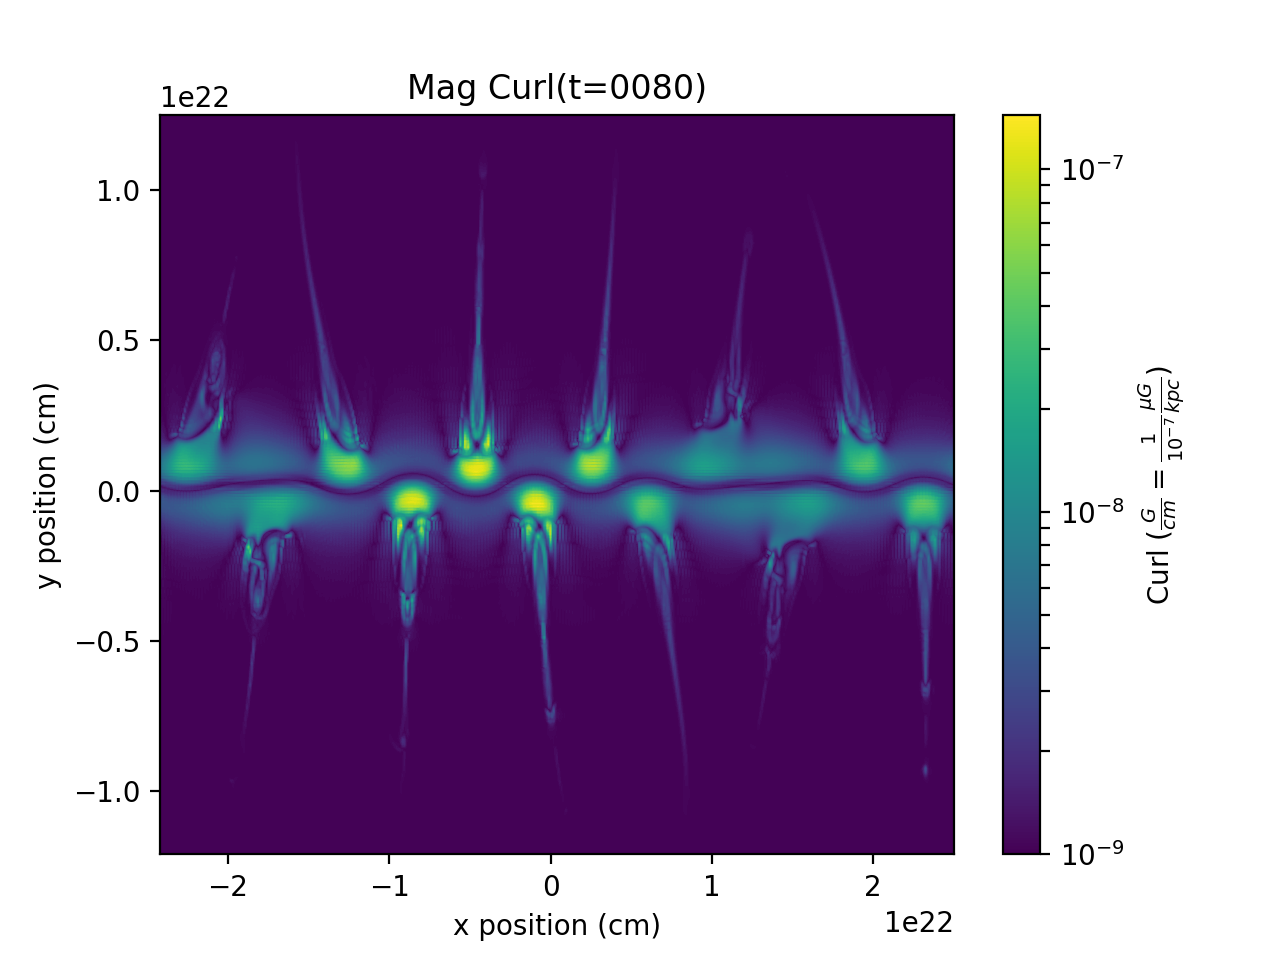 Mag Curl(t=0080)
1e22
1.0
0.5
0.0
−0.5
−1.0
y position (cm)
−2
−1
0
1
2
1e22
x position (cm)
10⁻⁷
10⁻⁸
10⁻⁹
Curl (G/cm = 1/10⁻⁷ μG/kpc)